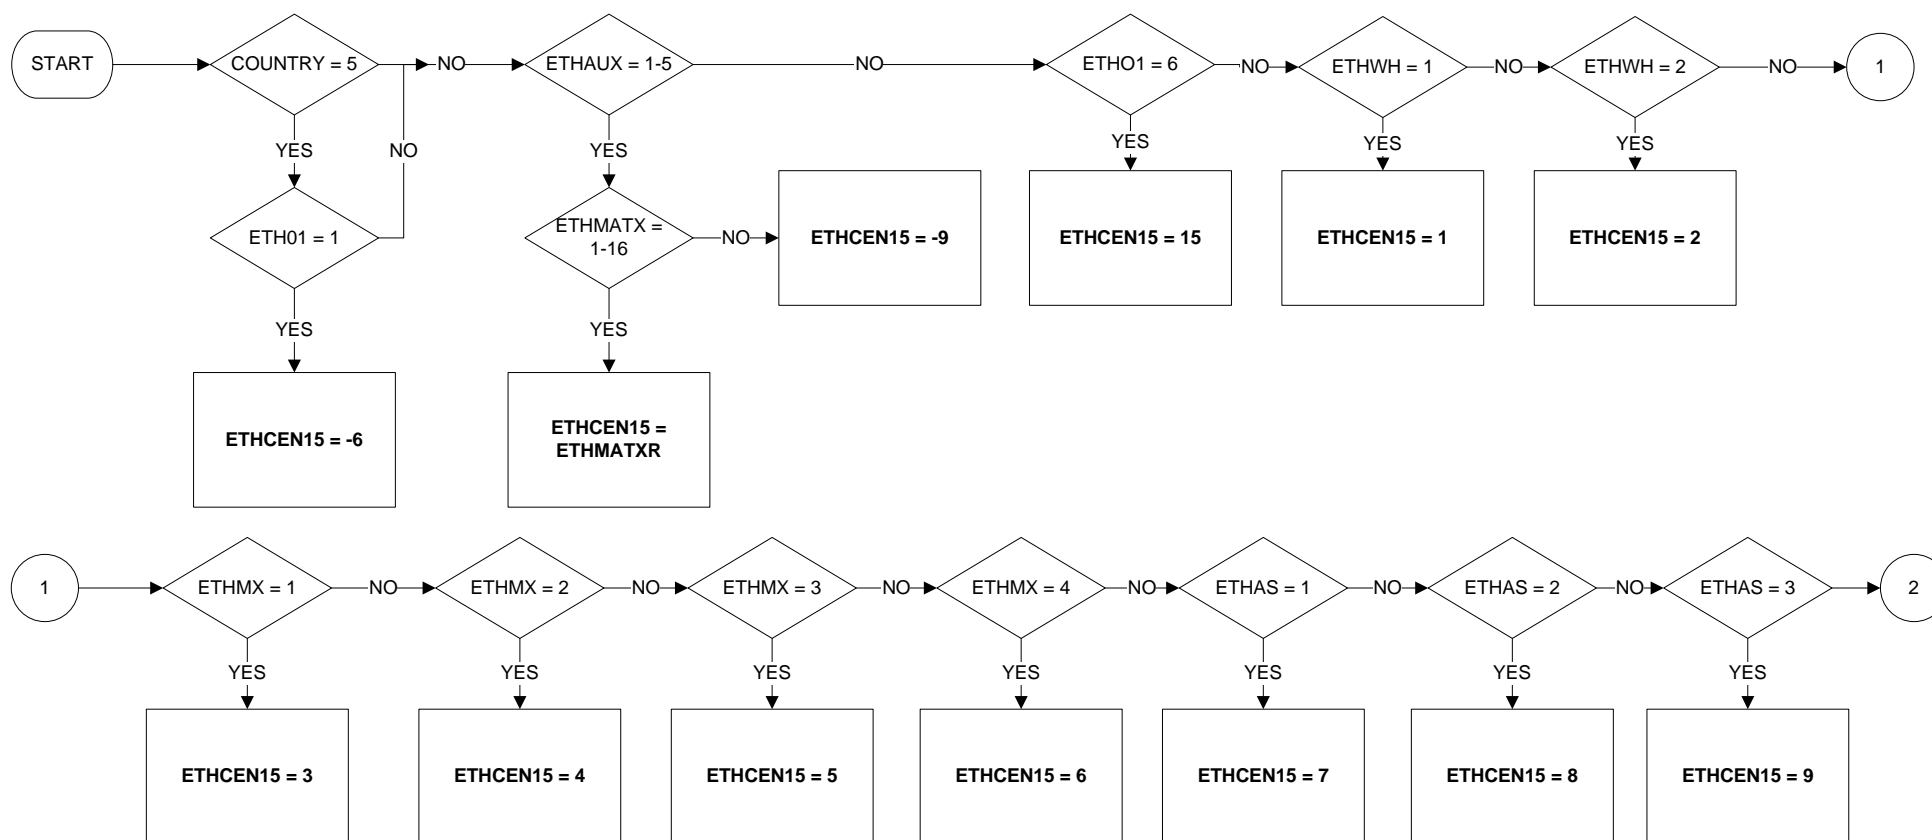 START
COUNTRY = 5
NO
ETHAUX = 1-5
NO
ETHO1 = 6
NO
ETHWH = 1
NO
ETHWH = 2
NO
1
YES
NO
YES
YES
YES
YES
ETH01 = 1
ETHMATX =
1-16
NO
ETHCEN15 = -9
ETHCEN15 = 15
ETHCEN15 = 1
ETHCEN15 = 2
YES
YES
ETHCEN15 = -6
ETHCEN15 =
ETHMATXR
1
ETHMX = 1
NO
ETHMX = 2
NO
ETHMX = 3
NO
ETHMX = 4
NO
ETHAS = 1
NO
ETHAS = 2
NO
ETHAS = 3
2
YES
YES
YES
YES
YES
YES
YES
ETHCEN15 = 3
ETHCEN15 = 4
ETHCEN15 = 5
ETHCEN15 = 6
ETHCEN15 = 7
ETHCEN15 = 8
ETHCEN15 = 9